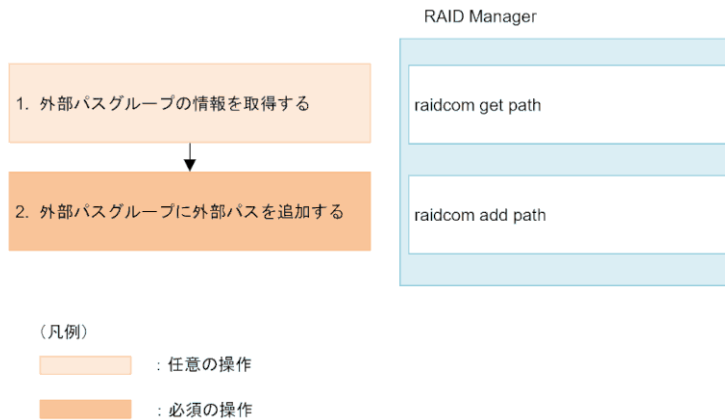 RAID Manager
1. 外部パスグループの情報を取得する
raidcom get path
2. 外部パスグループに外部パスを追加する
raidcom add path
（凡例）
：任意の操作
：必須の操作